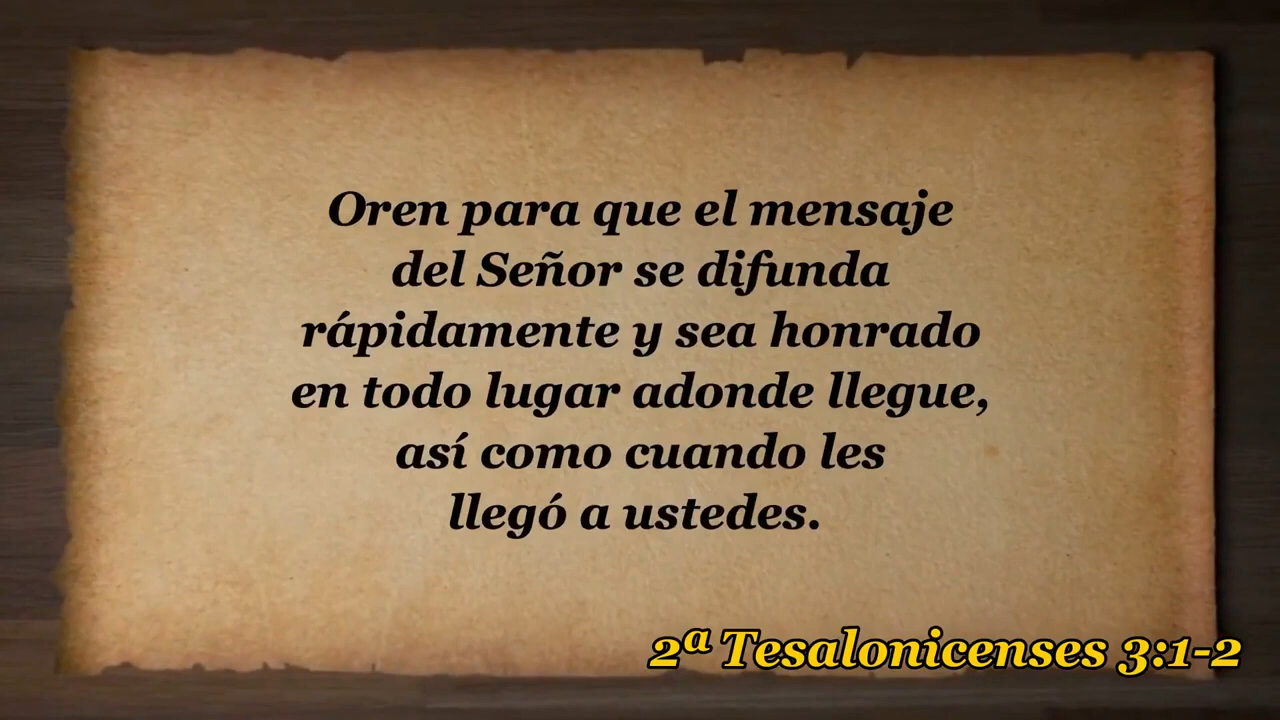 Oren para que el mensaje
del Señor se difunda
rápidamente y sea honrado
en todo lugar adonde llegue,
así como cuando les
llegó a ustedes.
2ª Tesalonicenses 3:1-2